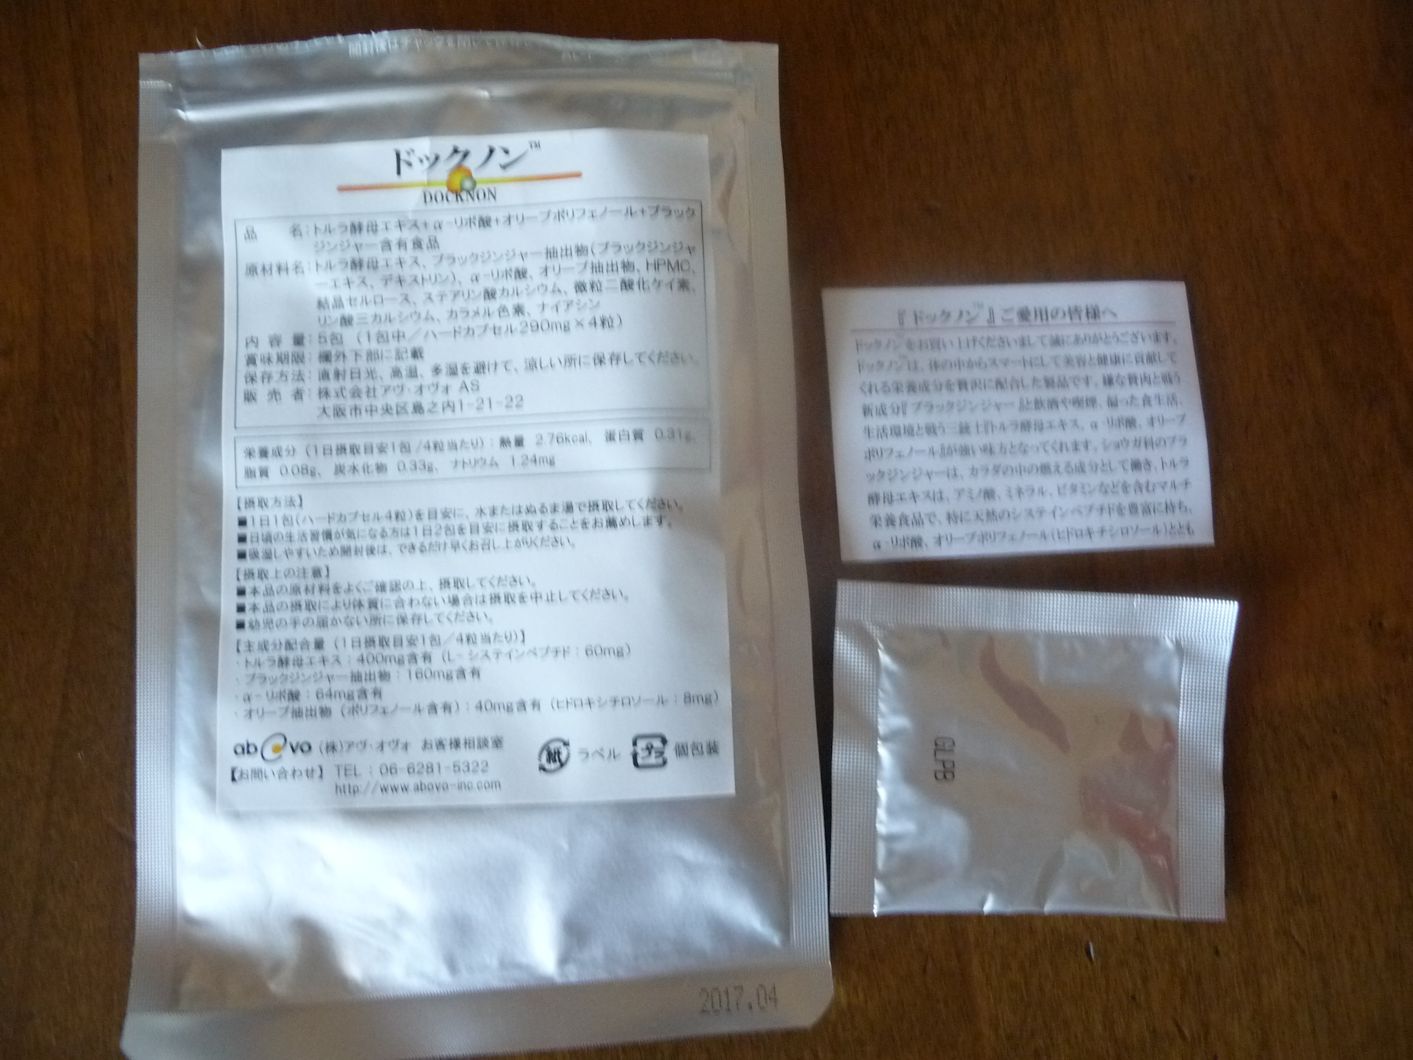 開封後はチャックを
ドックノン™
DOCKNON
品 名：トルラ酵母エキス+α-リポ酸+オリーブポリフェノール+ブラック
ジンジャー含有食品
原材料名：トルラ酵母エキス、ブラックジンジャー抽出物（ブラックジンジャ
ーエキス、デキストリン）、α-リポ酸、オリーブ抽出物、HPMC、
結晶セルロース、ステアリン酸カルシウム、微粒二酸化ケイ素、
リン酸三カルシウム、カラメル色素、ナイアシン
内 容 量：5包（1包中／ハードカプセル290mg×4粒）
賞味期限：欄外下部に記載
保存方法：直射日光、高温、多湿を避けて、涼しい所に保存してください。
販 売 者：株式会社アヴ・オヴォ AS
大阪市中央区島之内1-21-22
栄養成分（1日摂取目安1包/4粒当たり）：熱量 2.76kcal、蛋白質 0.31g、
脂質 0.08g、炭水化物 0.33g、ナトリウム 1.24mg
【摂取方法】
■1日1包（ハードカプセル4粒）を目安に、水またはぬるま湯で摂取してください。
■日頃の生活習慣が気になる方は1日2包を目安に摂取することをお薦めします。
■吸湿しやすいため開封後は、できるだけ早くお召し上がりください。
【摂取上の注意】
■本品の原材料をよくご確認の上、摂取してください。
■本品の摂取により体質に合わない場合は摂取を中止してください。
■幼児の手の届かない所に保存してください。
【主成分配合量（1日摂取目安1包／4粒当たり）】
・トルラ酵母エキス：400mg含有（L-システインペプチド：60mg）
・ブラックジンジャー抽出物：160mg含有
・α-リポ酸：64mg含有
・オリーブ抽出物（ポリフェノール含有）：40mg含有（ヒドロキシチロソール：8mg）
ab ovo （株）アヴ・オヴォ お客様相談室
【お問い合わせ】 TEL：06-6281-5322
http://www.abovo-inc.com
紙 ラベル プラ 個包装
2017.04
『ドックノン™』ご愛用の皆様へ
ドックノン™をお買い上げくださいまして誠にありがとうございます。
ドックノン™は、体の中からスマートにして美容と健康に貢献して
くれる栄養成分を贅沢に配合した製品です。嫌な贅肉と戦う
新成分『ブラックジンジャー』と飲酒や喫煙、偏った食生活、
生活環境と戦う三銃士『トルラ酵母エキス、α-リポ酸、オリーブ
ポリフェノール』が強い味方となってくれます。ショウガ科のブラ
ックジンジャーは、カラダの中の燃える成分として働き、トルラ
酵母エキスは、アミノ酸、ミネラル、ビタミンなどを含むマルチ
栄養食品で、特に天然のシステインペプチドを豊富に持ち、
α-リポ酸、オリーブポリフェノール（ヒドロキシチロソール）ととも
GLPB